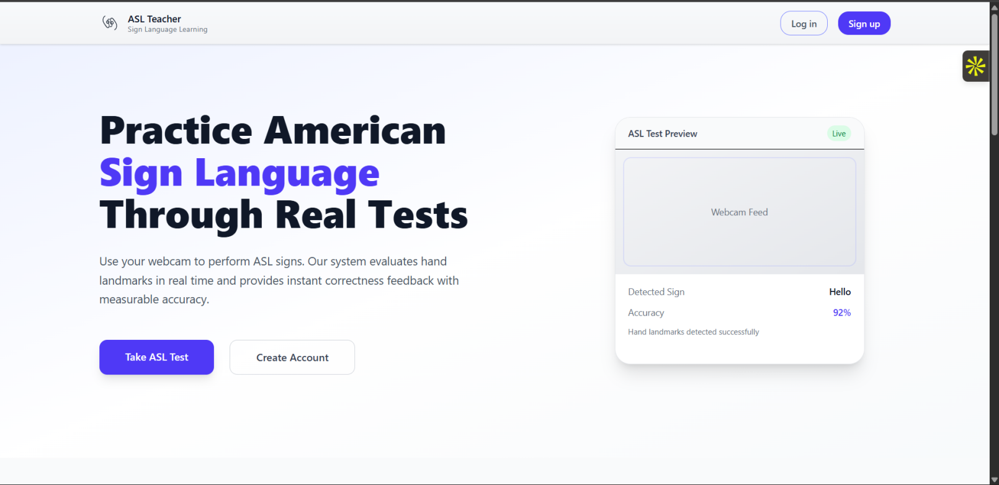 ASL Teacher
Sign Language Learning
Log in
Sign up
Practice American
Sign Language
Through Real Tests
Use your webcam to perform ASL signs. Our system evaluates hand
landmarks in real time and provides instant correctness feedback with
measurable accuracy.
Take ASL Test
Create Account
ASL Test Preview
Live
Webcam Feed
Detected Sign
Hello
Accuracy
92%
Hand landmarks detected successfully